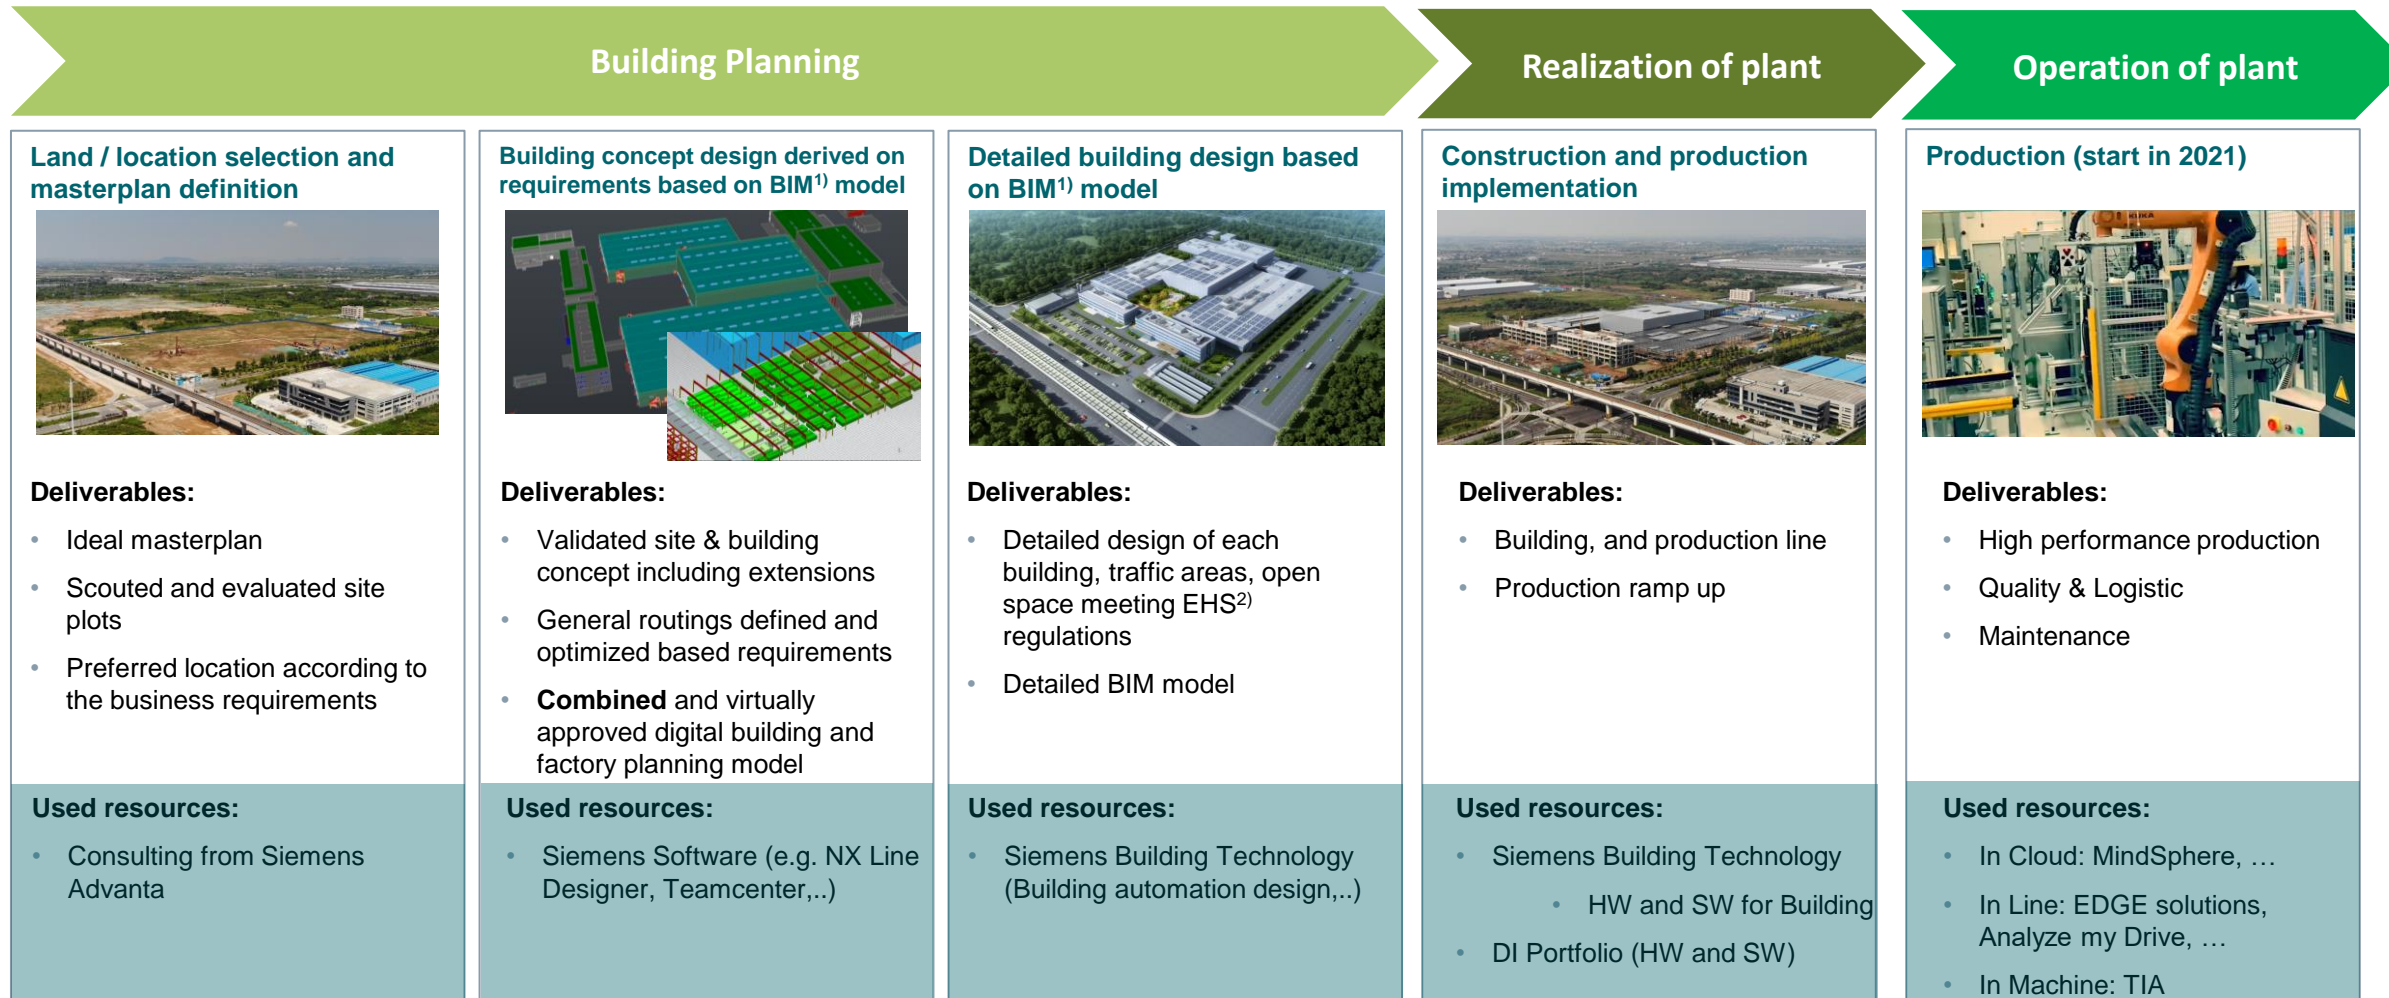 Building Planning
Realization of plant
Operation of plant
Land / location selection and
masterplan definition
Deliverables:
• Ideal masterplan
• Scouted and evaluated site
plots
• Preferred location according to
the business requirements
Used resources:
• Consulting from Siemens
Advanta
Building concept design derived on
requirements based on BIM1) model
Deliverables:
• Validated site & building
concept including extensions
• General routings defined and
optimized based requirements
• Combined and virtually
approved digital building and
factory planning model
Used resources:
• Siemens Software (e.g. NX Line
Designer, Teamcenter,..)
Detailed building design based
on BIM1) model
Deliverables:
• Detailed design of each
building, traffic areas, open
space meeting EHS2)
regulations
• Detailed BIM model
Used resources:
• Siemens Building Technology
(Building automation design,..)
Construction and production
implementation
Deliverables:
• Building, and production line
• Production ramp up
Used resources:
• Siemens Building Technology
• HW and SW for Building
• DI Portfolio (HW and SW)
Production (start in 2021)
KUKA
Deliverables:
• High performance production
• Quality & Logistic
• Maintenance
Used resources:
• In Cloud: MindSphere, …
• In Line: EDGE solutions,
Analyze my Drive, …
• In Machine: TIA